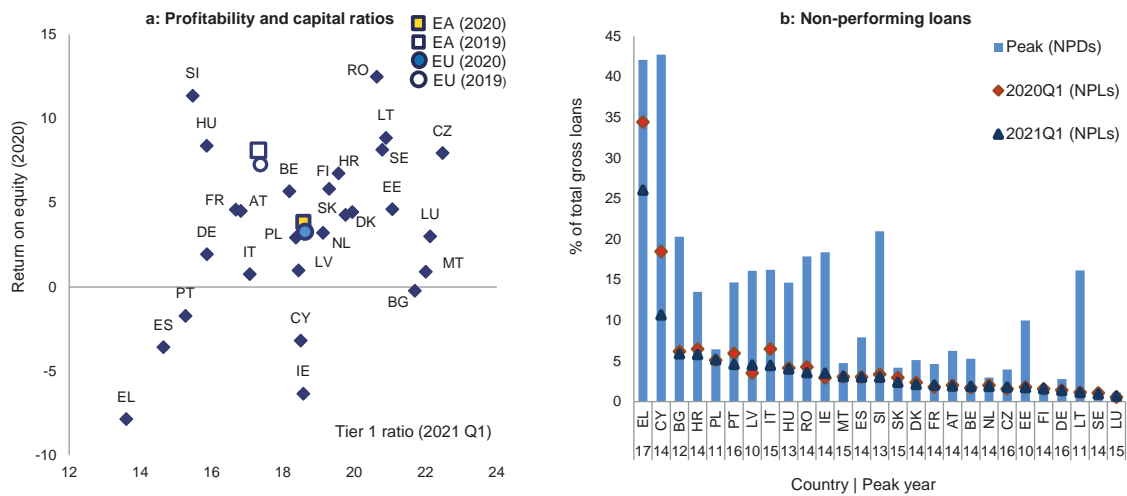 a: Profitability and capital ratios
EA (2020)
EA (2019)
EU (2020)
EU (2019)
Return on equity (2020)
15
10
5
0
-5
-10
SI
RO
HU
LT
CZ
SE
BE
FI
HR
FR
AT
EE
SK
DK
DE
PL
NL
LU
IT
LV
MT
PT
BG
ES
CY
IE
EL
Tier 1 ratio (2021 Q1)
12 14 16 18 20 22 24
b: Non-performing loans
Peak (NPDs)
2020Q1 (NPLs)
2021Q1 (NPLs)
% of total gross loans
45
40
35
30
25
20
15
10
5
0
EL CY BG HR PL PT LV IT HU RO IE MT ES SI SK DK FR AT BE NL CZ EE FI DE LT SE LU
17 14 12 14 11 16 10 15 13 14 14 11 14 13 14 14 14 14 14 14 16 10 14 16 11 14 15
Country | Peak year